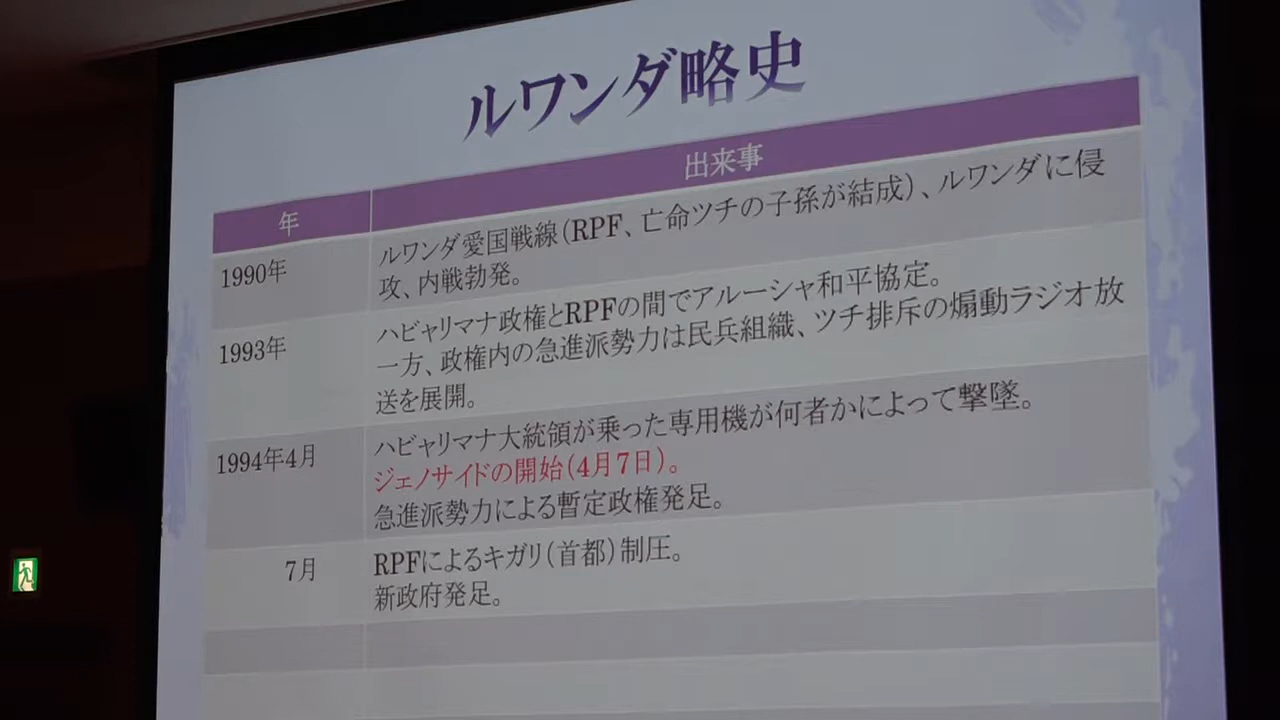 ルワンダ略史
年
出来事
1990年
ルワンダ愛国戦線(RPF、亡命ツチの子孫が結成)、ルワンダに侵
攻、内戦勃発。
1993年
ハビャリマナ政権とRPFの間でアルーシャ和平協定。
一方、政権内の急進派勢力は民兵組織、ツチ排斥の煽動ラジオ放
送を展開。
1994年4月
ハビャリマナ大統領が乗った専用機が何者かによって撃墜。
ジェノサイドの開始(4月7日)。
急進派勢力による暫定政権発足。
7月
RPFによるキガリ(首都)制圧。
新政府発足。